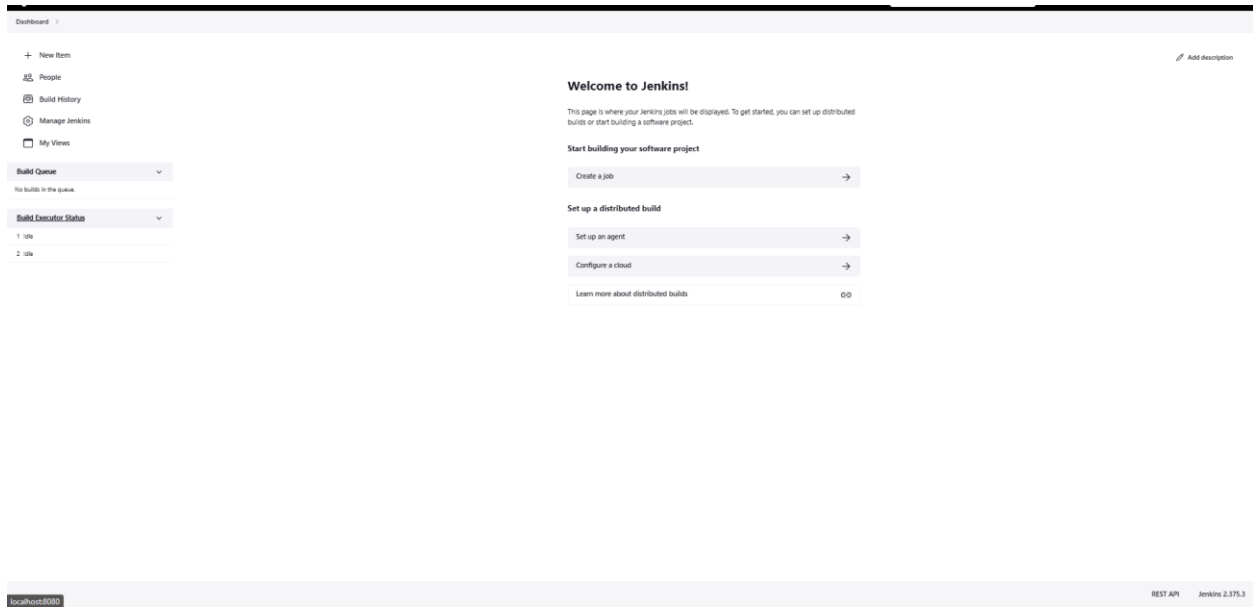 Dashboard >
New Item
Add description
People
Build History
Manage Jenkins
My Views
Build Queue
No builds in the queue.
Build Executor Status
1 Idle
2 Idle
Welcome to Jenkins!
This page is where your Jenkins jobs will be displayed. To get started, you can set up distributed
builds or start building a software project.
Start building your software project
Create a job
Set up a distributed build
Set up an agent
Configure a cloud
Learn more about distributed builds
REST API Jenkins 2.375.3
localhost:8080